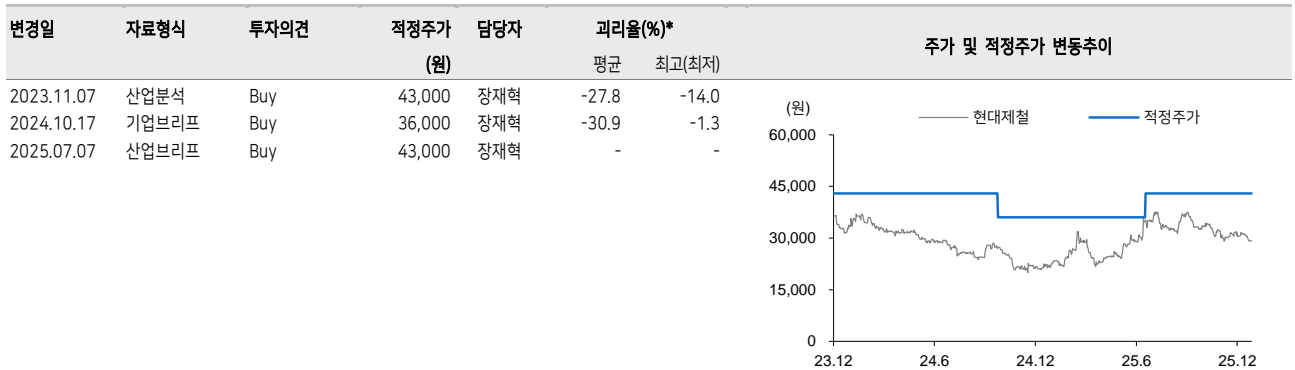 변경일 자료형식 투자의견 적정주가 담당자 괴리율(%)* 주가 및 적정주가 변동추이
(원) 평균 최고(최저)
2023.11.07 산업분석 Buy 43,000 장재혁 -27.8 -14.0
2024.10.17 기업브리프 Buy 36,000 장재혁 -30.9 -1.3
2025.07.07 산업브리프 Buy 43,000 장재혁 - -
(원) 현대제철 적정주가
60,000
45,000
30,000
15,000
0
23.12 24.6 24.12 25.6 25.12